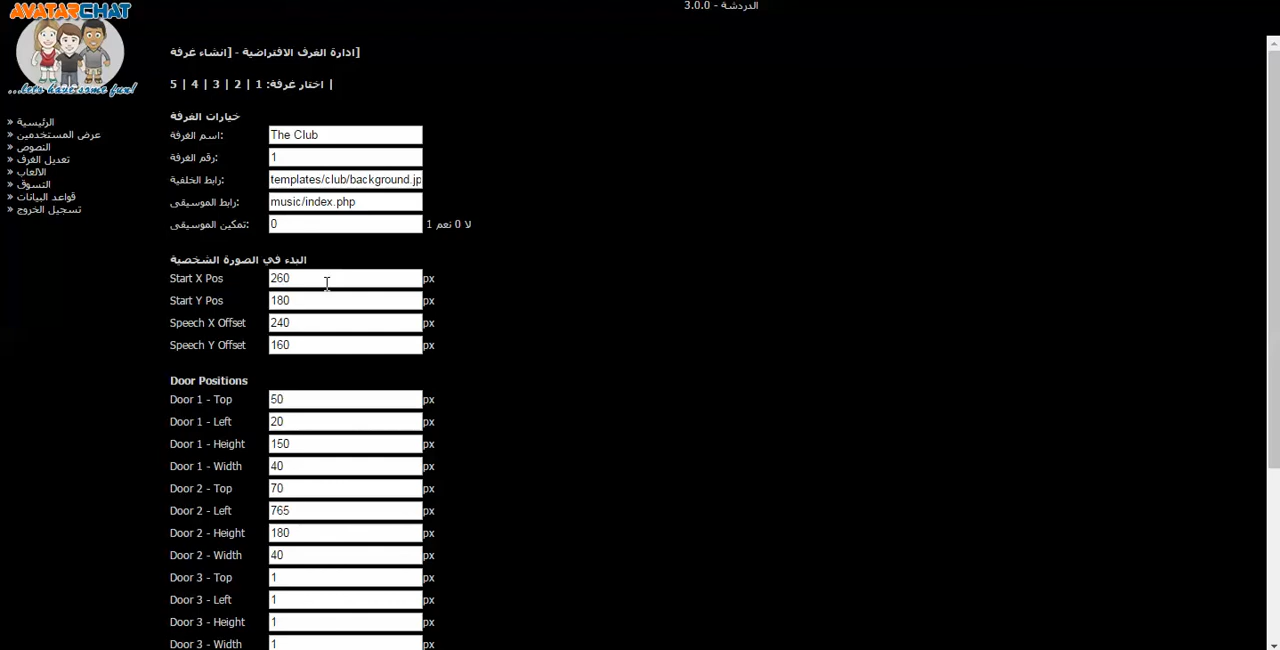 AVATARCHAT
...lets have some fun!
الدردشة - 3.0.0
[ادارة الغرف الافتراضية - [انشاء غرفة
اختار غرفة: 1 | 2 | 3 | 4 | 5 |
» الرئيسية
» عرض المستخدمين
» النصوص
» تعديل الغرف
» الالعاب
» التسوق
» قواعد البيانات
» تسجيل الخروج
خيارات الغرفة
اسم الغرفة: The Club
رقم الغرفة: 1
رابط الخلفية: templates/club/background.jp
رابط الموسيقى: music/index.php
تمكين الموسيقى: 0 لا 0 نعم 1
البدء في الصورة الشخصية
Start X Pos 260 px
Start Y Pos 180 px
Speech X Offset 240 px
Speech Y Offset 160 px
Door Positions
Door 1 - Top 50 px
Door 1 - Left 20 px
Door 1 - Height 150 px
Door 1 - Width 40 px
Door 2 - Top 70 px
Door 2 - Left 765 px
Door 2 - Height 180 px
Door 2 - Width 40 px
Door 3 - Top 1 px
Door 3 - Left 1 px
Door 3 - Height 1 px
Door 3 - Width 1 px